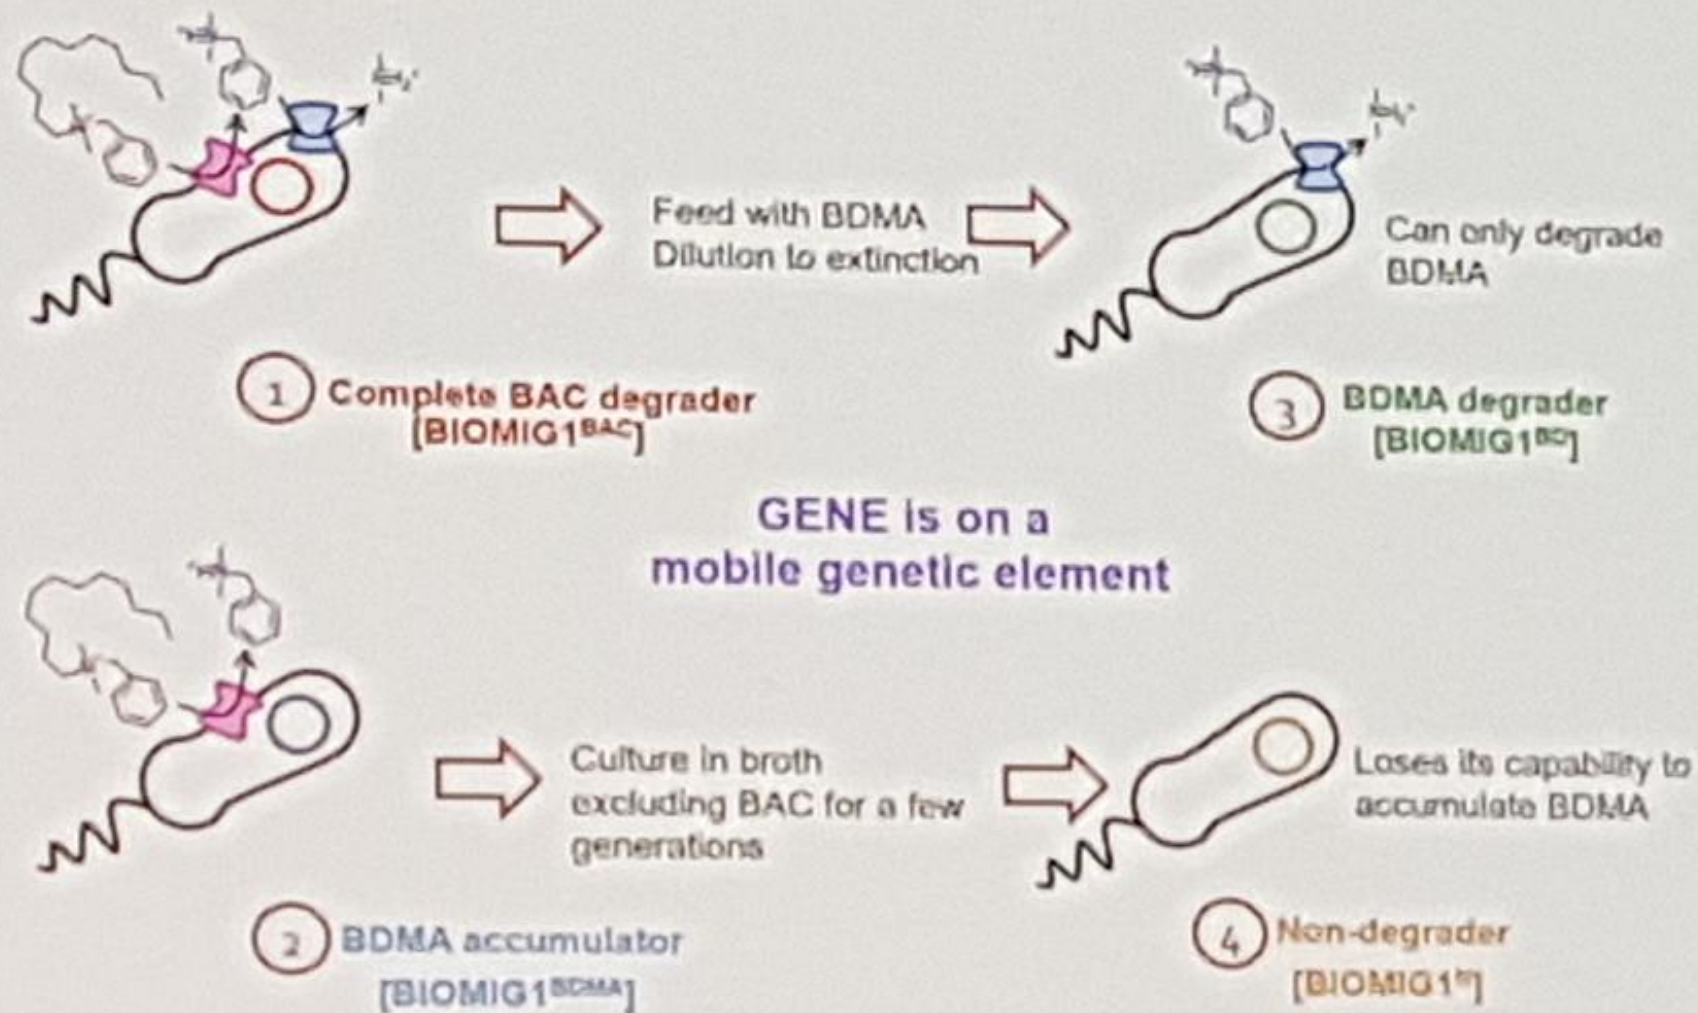 Feed with BDMA
Dilution to extinction
Can only degrade
BDMA
1 Complete BAC degrader
[BIOMIG1BAC]
3 BDMA degrader
[BIOMIG1BD]
GENE is on a
mobile genetic element
Culture in broth
excluding BAC for a few
generations
Loses its capability to
accumulate BDMA
2 BDMA accumulator
[BIOMIG1BDMA]
4 Non-degrader
[BIOMIG1